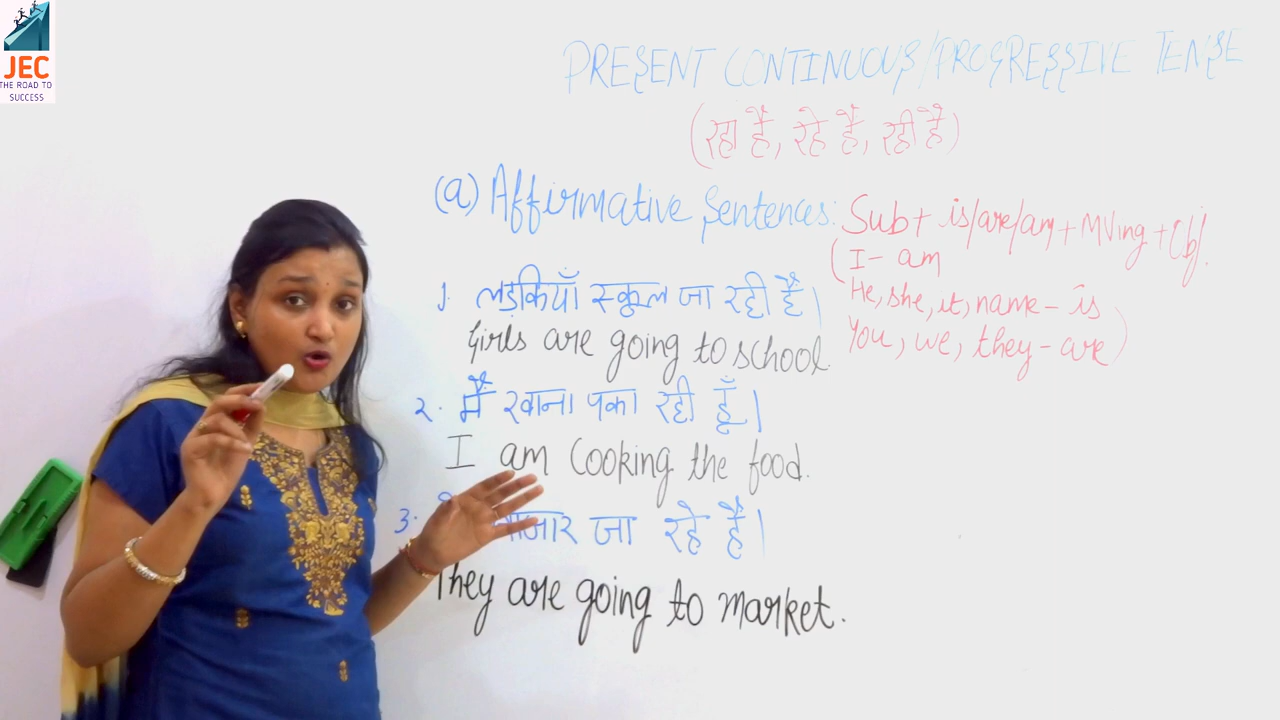 JEC
THE ROAD TO
SUCCESS
PRESENT CONTINUOUS/PROGRESSIVE TENSE
(रहा है, रहे हैं, रही है)
(a) Affirmative Sentences: Sub+ is/are/am+MVing+Obj.
(I- am
He, she, it, name - is
You, we, they - are)
1. लड़कियाँ स्कूल जा रही हैं।
Girls are going to school.
2. मैं खाना पका रही हूँ।
I am cooking the food.
3. जा रहे हैं।
They are going to market.